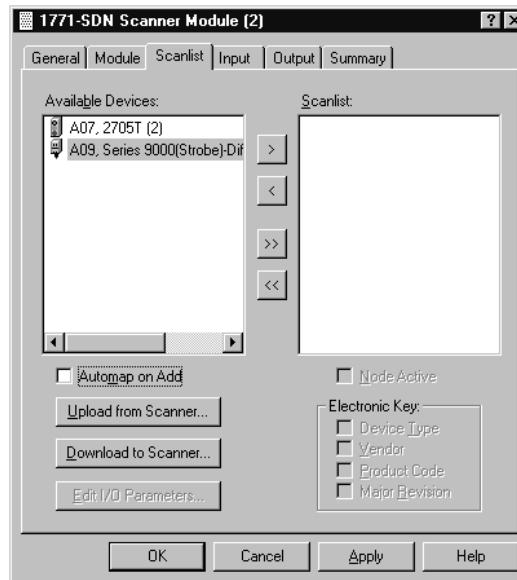 1771-SDN Scanner Module (2)
General Module Scanlist Input Output Summary
Available Devices:
A07, 2705T (2)
A09, Series 9000(Strobe)-Dif
>
<
>>
<<
Automap on Add
Upload from Scanner...
Download to Scanner...
Edit I/O Parameters...
Scanlist:
Node Active
Electronic Key:
Device Type
Vendor
Product Code
Major Revision
OK Cancel Apply Help